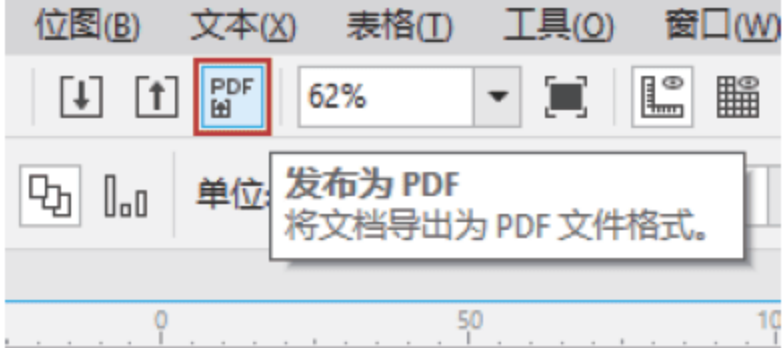 位图(B) 文本(X) 表格(T) 工具(O) 窗口(W)
PDF 62%
单位:
发布为 PDF
将文档导出为 PDF 文件格式。
0 50 10